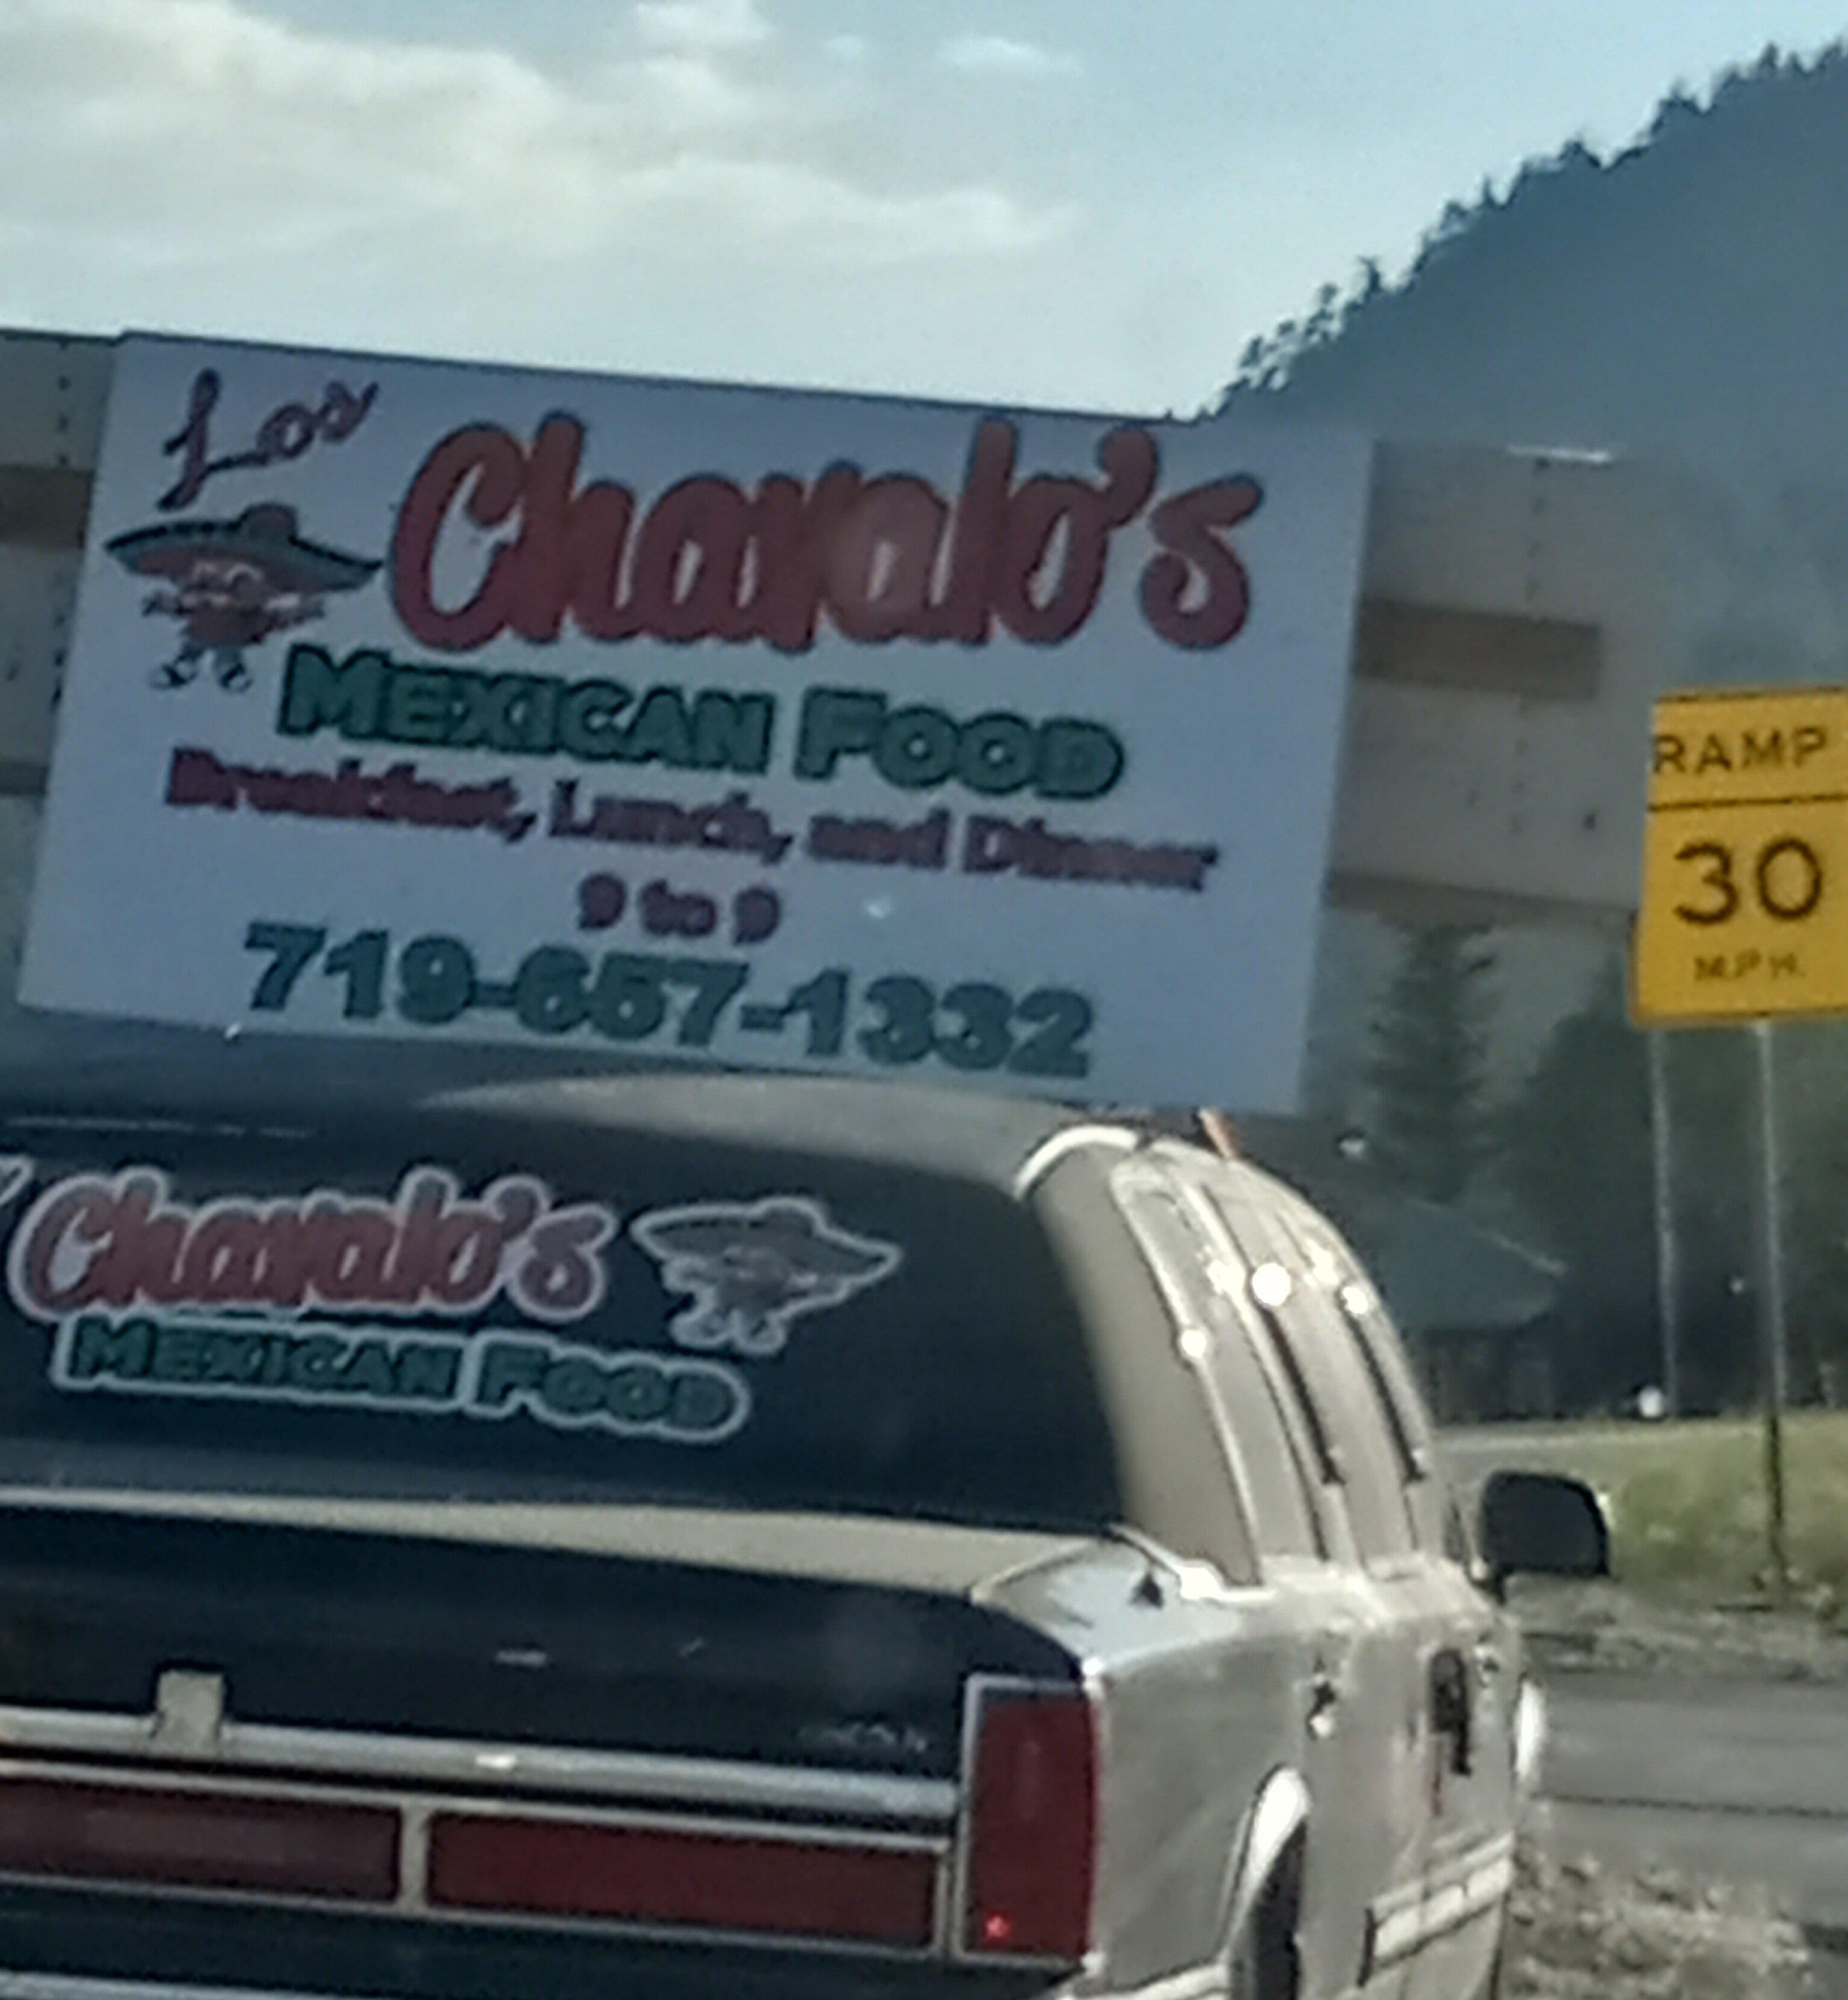 Los Chavalo's
MEXICAN FOOD
Breakfast, Lunch, and Dinner
9 to 9
719-657-1332
RAMP
30
M.P.H.
Chavalo's
MEXICAN FOOD